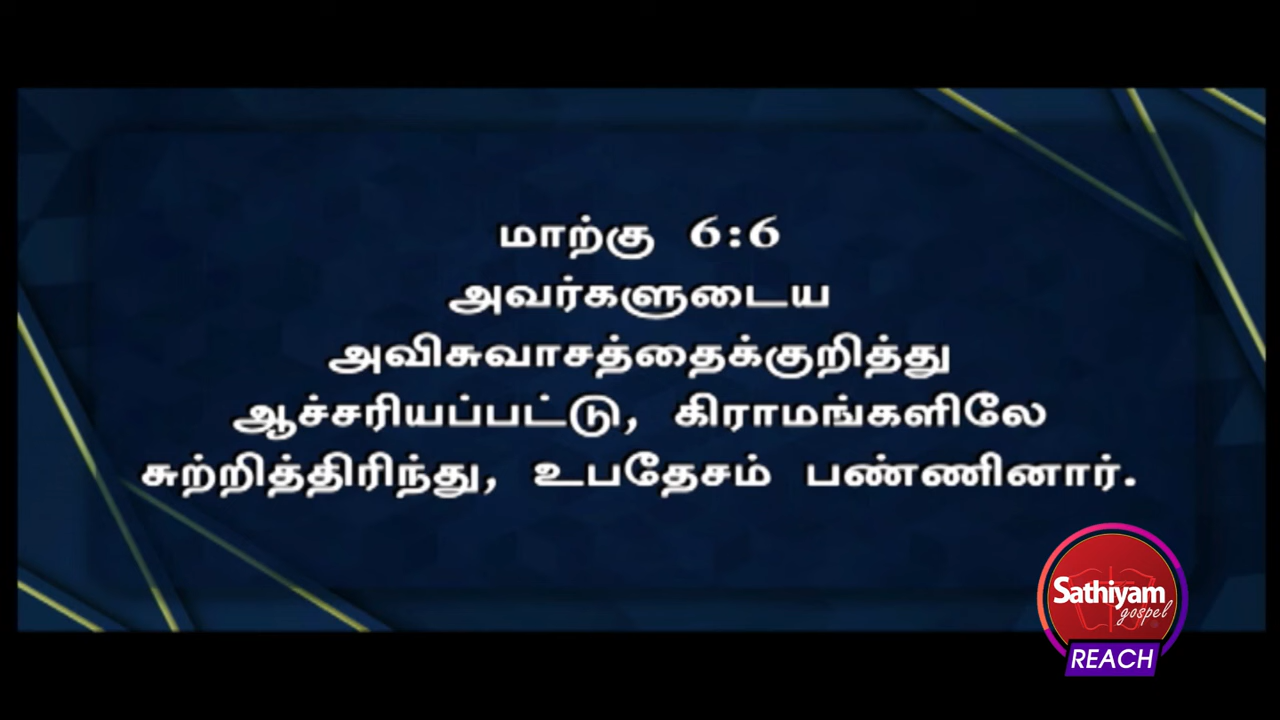 மாற்கு 6:6
அவர்களுடைய
அவிசுவாசத்தைக்குறித்து
ஆச்சரியப்பட்டு, கிராமங்களிலே
சுற்றித்திரிந்து, உபதேசம் பண்ணினார்.
Sathiyam
gospel
REACH